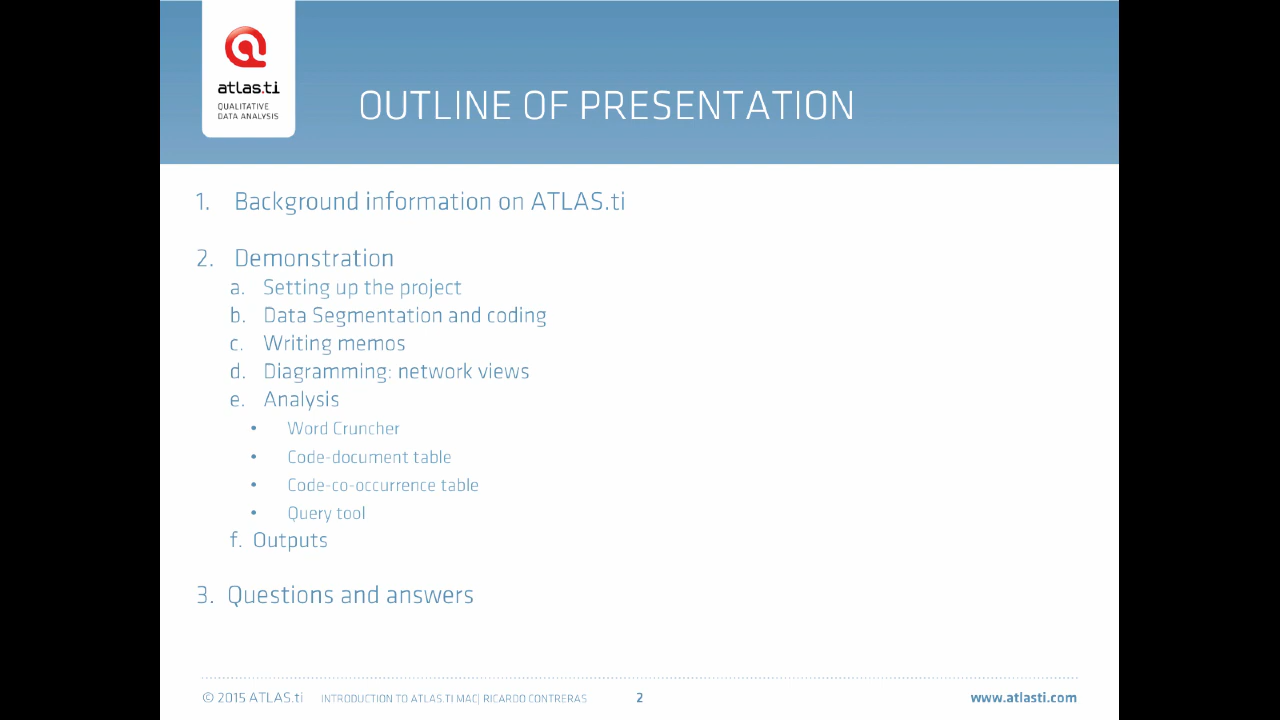 atlas.ti
QUALITATIVE
DATA ANALYSIS
OUTLINE OF PRESENTATION
1. Background information on ATLAS.ti
2. Demonstration
a. Setting up the project
b. Data Segmentation and coding
c. Writing memos
d. Diagramming: network views
e. Analysis
• Word Cruncher
• Code-document table
• Code-co-occurrence table
• Query tool
f. Outputs
3. Questions and answers
© 2015 ATLAS.ti INTRODUCTION TO ATLAS.TI MAC| RICARDO CONTRERAS 2 www.atlasti.com